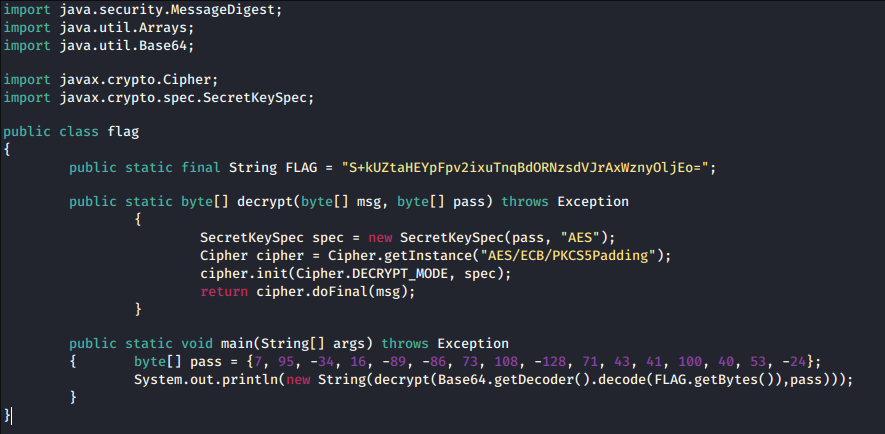 import java.security.MessageDigest;
import java.util.Arrays;
import java.util.Base64;

import javax.crypto.Cipher;
import javax.crypto.spec.SecretKeySpec;

public class flag
{
        public static final String FLAG = "S+kUZtaHEYpFpv2ixuTnqBdORNzsdVJrAxWznyOljEo=";

        public static byte[] decrypt(byte[] msg, byte[] pass) throws Exception
                {
                        SecretKeySpec spec = new SecretKeySpec(pass, "AES");
                        Cipher cipher = Cipher.getInstance("AES/ECB/PKCS5Padding");
                        cipher.init(Cipher.DECRYPT_MODE, spec);
                        return cipher.doFinal(msg);
                }

        public static void main(String[] args) throws Exception
        {       byte[] pass = {7, 95, -34, 16, -89, -86, 73, 108, -128, 71, 43, 41, 100, 40, 53, -24};
                System.out.println(new String(decrypt(Base64.getDecoder().decode(FLAG.getBytes()),pass)));
        }
}